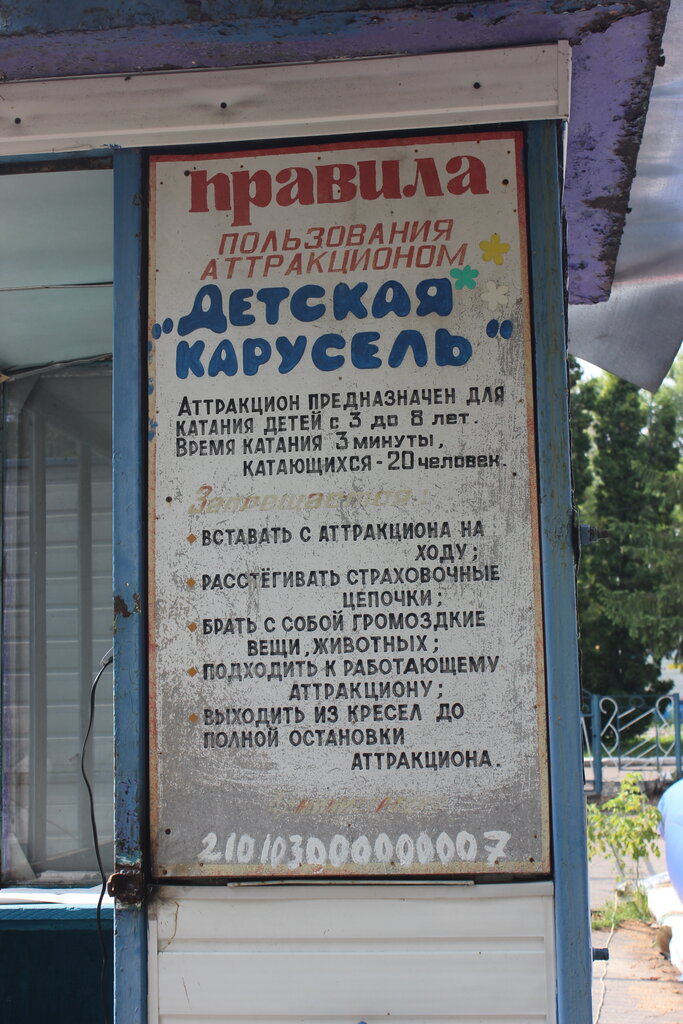 Правила
ПОЛЬЗОВАНИЯ
АТТРАКЦИОНОМ
"ДЕТСКАЯ
КАРУСЕЛЬ"
АТТРАКЦИОН ПРЕДНАЗНАЧЕН ДЛЯ
КАТАНИЯ ДЕТЕЙ с 3 до 8 лет.
ВРЕМЯ КАТАНИЯ 3 минуты,
КАТАЮЩИХСЯ - 20 человек.
Запрещается:
ВСТАВАТЬ С АТТРАКЦИОНА НА
ХОДУ;
РАССТЁГИВАТЬ СТРАХОВОЧНЫЕ
ЦЕПОЧКИ;
БРАТЬ С СОБОЙ ГРОМОЗДКИЕ
ВЕЩИ, ЖИВОТНЫХ;
ПОДХОДИТЬ К РАБОТАЮЩЕМУ
АТТРАКЦИОНУ;
ВЫХОДИТЬ ИЗ КРЕСЕЛ ДО
ПОЛНОЙ ОСТАНОВКИ
АТТРАКЦИОНА.
210103000000007